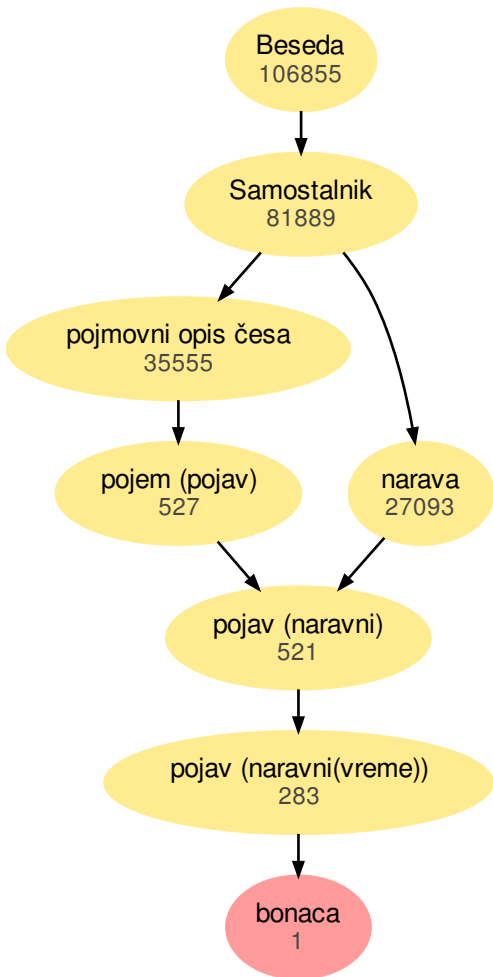 Beseda
106855
Samostalnik
81889
pojmovni opis česa
35555
pojem (pojav)
527
narava
27093
pojav (naravni)
521
pojav (naravni(vreme))
283
bonaca
1